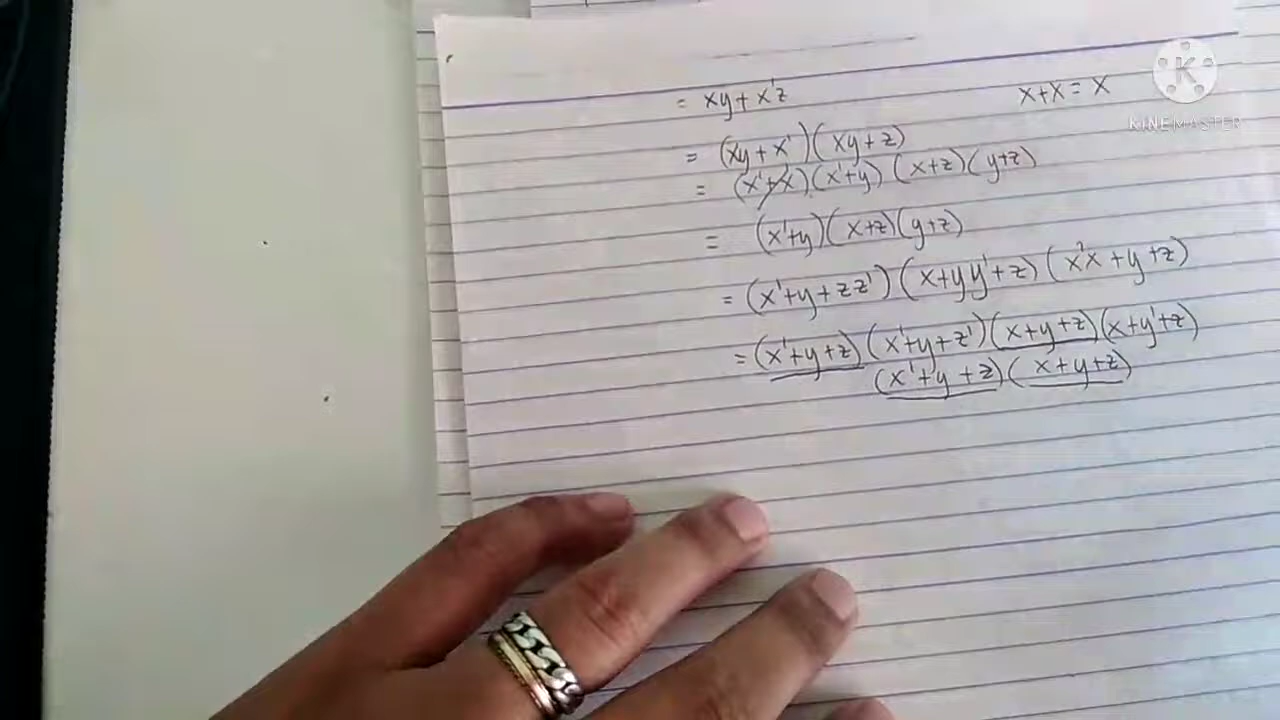 = xy + x'z x+x = x
K
KINEMASTER
= (xy + x')(xy + z)
= (x'+x)(x'+y)(x+z)(y+z)
= (x'+y)(x+z)(y+z)
= (x'+y+zz')(x+yy'+z)(x'x+y+z)
= (x'+y+z)(x'+y+z')(x+y+z)(x+y'+z)
(x'+y+z)(x+y+z)